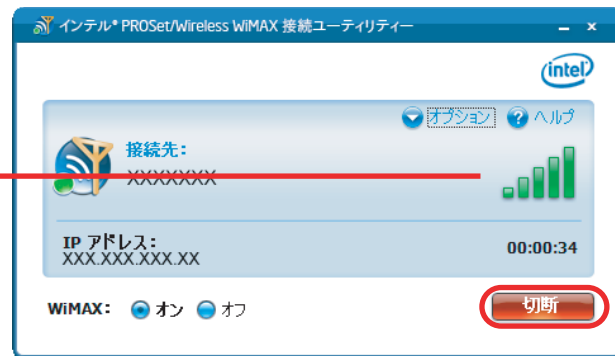 インテル® PROSet/Wireless WiMAX 接続ユーティリティー
intel
オプション ヘルプ
接続先:
XXXXXXX
IP アドレス:
XXX.XXX.XXX.XX
00:00:34
WiMAX: オン オフ 切断